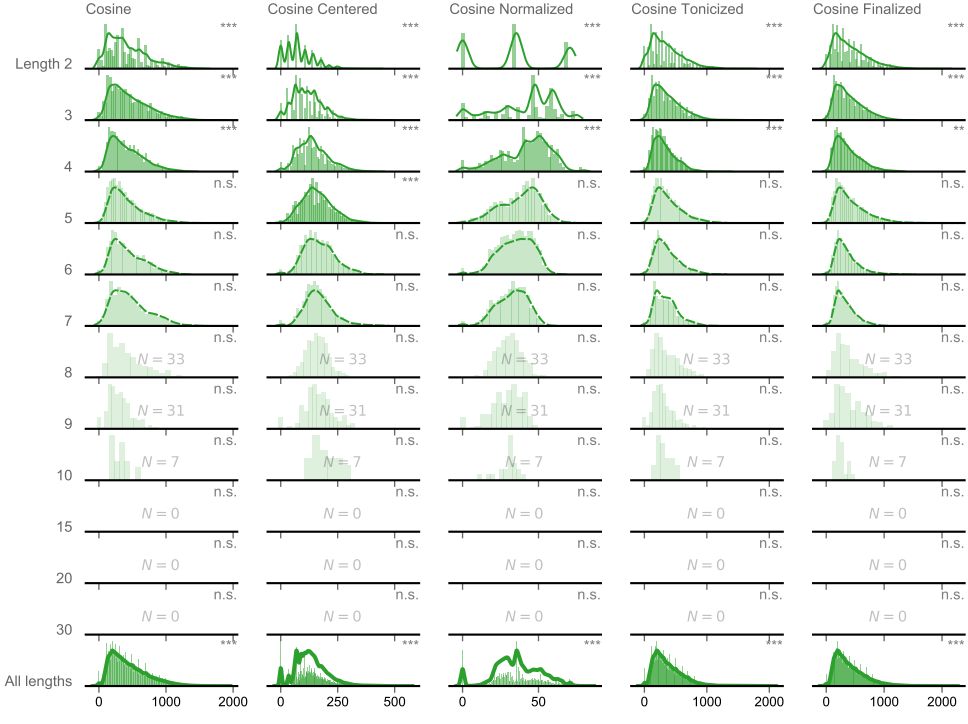 Cosine Cosine Centered Cosine Normalized Cosine Tonicized Cosine Finalized
Length 2 *** *** *** *** ***
3 *** *** *** *** ***
4 *** *** *** *** **
5 n.s. *** n.s. n.s. n.s.
6 n.s. n.s. n.s. n.s. n.s.
7 n.s. n.s. n.s. n.s. n.s.
8 N = 33 n.s. N = 33 n.s. N = 33 n.s. N = 33 n.s. N = 33 n.s.
9 N = 31 n.s. N = 31 n.s. N = 31 n.s. N = 31 n.s. N = 31 n.s.
10 N = 7 n.s. N = 7 n.s. N = 7 n.s. N = 7 n.s. N = 7 n.s.
15 N = 0 n.s. N = 0 n.s. N = 0 n.s. N = 0 n.s. N = 0 n.s.
20 N = 0 n.s. N = 0 n.s. N = 0 n.s. N = 0 n.s. N = 0 n.s.
30 N = 0 n.s. N = 0 n.s. N = 0 n.s. N = 0 n.s. N = 0 n.s.
All lengths *** *** *** *** ***
0 1000 2000 0 250 500 0 50 0 1000 2000 0 1000 2000